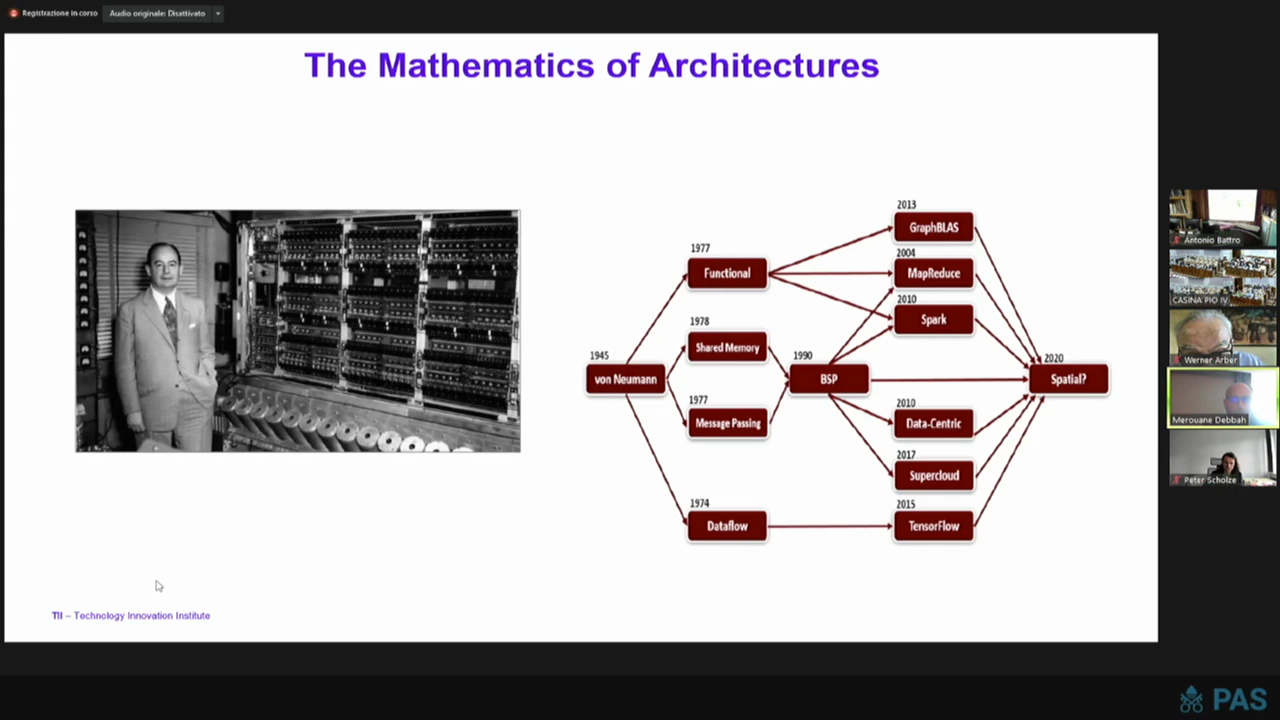 Registrazione in corso
Audio originale: Disattivato
The Mathematics of Architectures
2013
GraphBLAS
1977
Functional
2004
MapReduce
2010
Spark
1978
Shared Memory
1945
von Neumann
1990
BSP
2020
Spatial?
1977
Message Passing
2010
Data-Centric
2017
Supercloud
1974
Dataflow
2015
TensorFlow
TII – Technology Innovation Institute
Antonio Battro
CASINA PIO IV
Werner Arber
Merouane Debbah
Peter Scholze
PAS